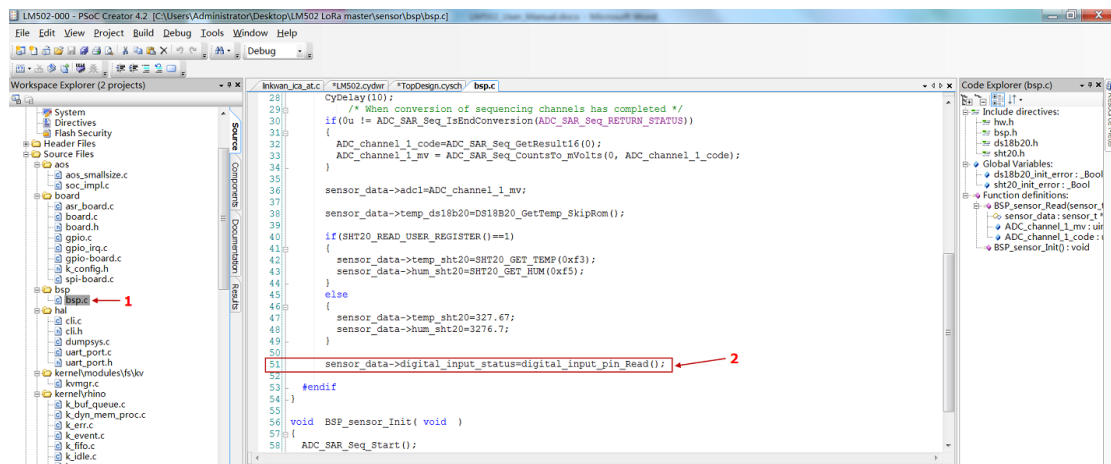 LM502-000 - PSoC Creator 4.2 [C:\Users\Administrator\Desktop\LM502 LoRa master\sensor\bsp\bsp.c]
File Edit View Project Build Debug Tools Window Help
Debug
Workspace Explorer (2 projects)
System
Directives
Flash Security
Header Files
Source Files
aos
aos_smallsize.c
soc_impl.c
board
asr_board.c
board.c
board.h
gpio.c
gpio_irq.c
gpio-board.c
k_config.h
spi-board.c
bsp
bsp.c
1
hal
cli.c
cli.h
dumpsys.c
uart_port.c
uart_port.h
kernel\modules\fs\kv
kvmgr.c
kernel\rhino
k_buf_queue.c
k_dyn_mem_proc.c
k_err.c
k_event.c
k_fifo.c
k_idle.c
Source
Components
Documentation
Results
linkwan_ica_at.c *LM502.cydwr *TopDesign.cysch bsp.c
28 CyDelay(10);
29 /* When conversion of sequencing channels has completed */
30 if(0u != ADC_SAR_Seq_IsEndConversion(ADC_SAR_Seq_RETURN_STATUS))
31 {
32 ADC_channel_1_code=ADC_SAR_Seq_GetResult16(0);
33 ADC_channel_1_mv = ADC_SAR_Seq_CountsTo_mVolts(0, ADC_channel_1_code);
34 }
35
36 sensor_data->adc1=ADC_channel_1_mv;
37
38 sensor_data->temp_ds18b20=DS18B20_GetTemp_SkipRom();
39
40 if(SHT20_READ_USER_REGISTER()==1)
41 {
42 sensor_data->temp_sht20=SHT20_GET_TEMP(0xf3);
43 sensor_data->hum_sht20=SHT20_GET_HUM(0xf5);
44 }
45 else
46 {
47 sensor_data->temp_sht20=327.67;
48 sensor_data->hum_sht20=3276.7;
49 }
50
51 sensor_data->digital_input_status=digital_input_pin_Read();
2
52
53 #endif
54 }
55
56 void BSP_sensor_Init( void )
57 {
58 ADC_SAR_Seq_Start();
Code Explorer (bsp.c)
Include directives:
hw.h
bsp.h
ds18b20.h
sht20.h
Global Variables:
ds18b20_init_error : _Bool
sht20_init_error : _Bool
Function definitions:
BSP_sensor_Read(sensor_t
sensor_data : sensor_t *
ADC_channel_1_mv : uir
ADC_channel_1_code :
BSP_sensor_Init() : void